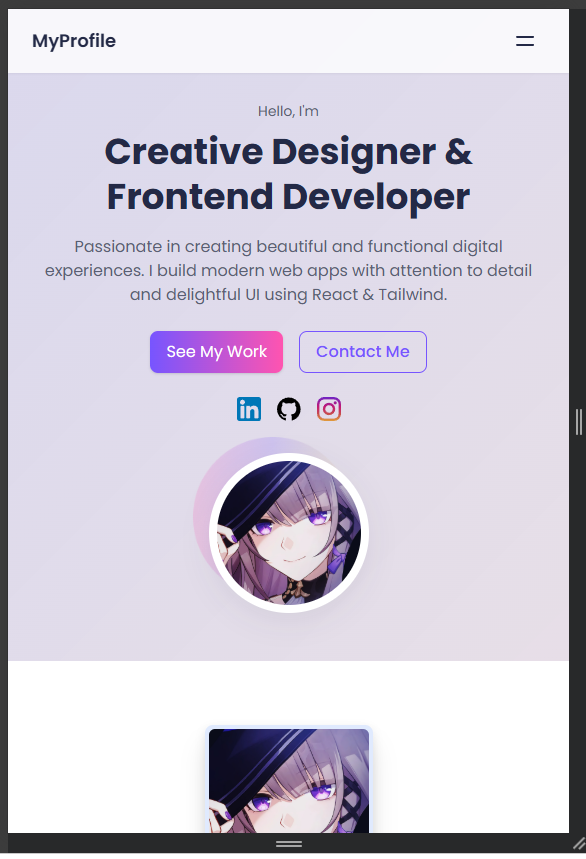 MyProfile
Hello, I'm
Creative Designer &
Frontend Developer
Passionate in creating beautiful and functional digital
experiences. I build modern web apps with attention to detail
and delightful UI using React & Tailwind.
See My Work Contact Me
in